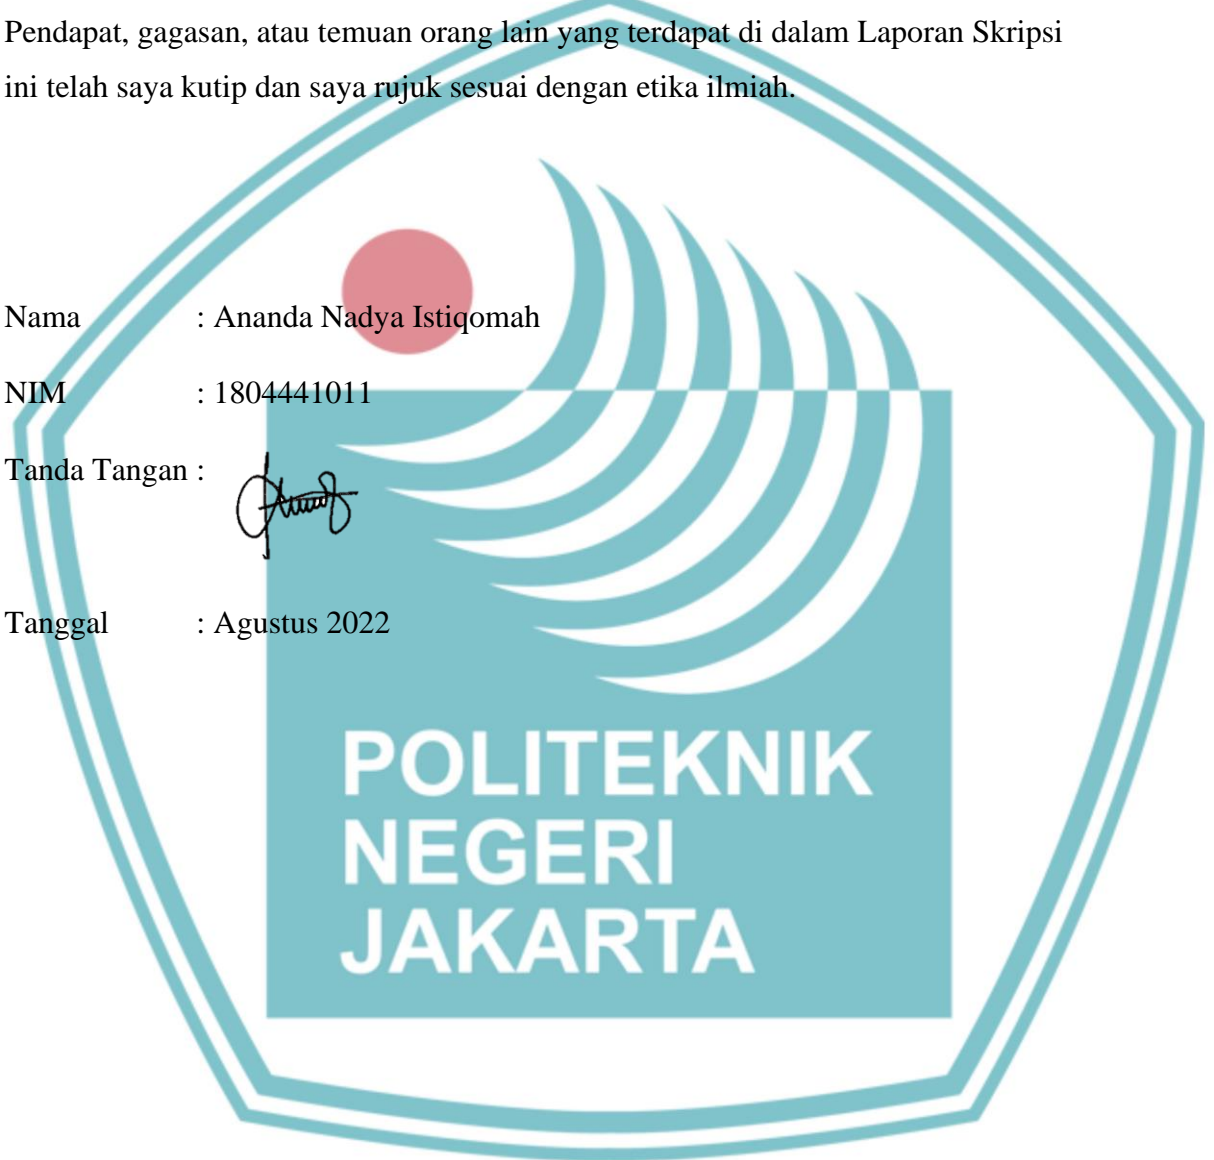 Pendapat, gagasan, atau temuan orang lain yang terdapat di dalam Laporan Skripsi
ini telah saya kutip dan saya rujuk sesuai dengan etika ilmiah.
Nama : Ananda Nadya Istiqomah
NIM : 1804441011
Tanda Tangan :
Tanggal : Agustus 2022
POLITEKNIK
NEGERI
JAKARTA